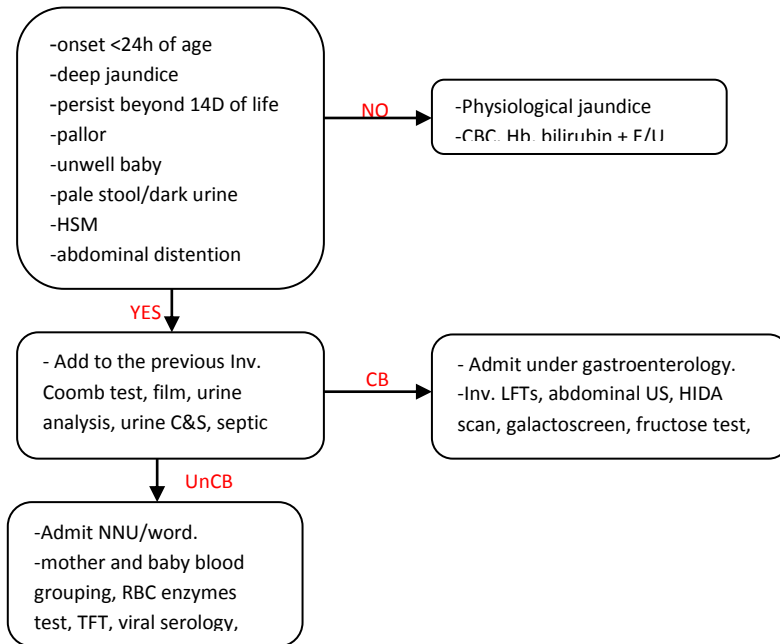 -onset <24h of age
-deep jaundice
-persist beyond 14D of life
-pallor
-unwell baby
-pale stool/dark urine
-HSM
-abdominal distention
NO
-Physiological jaundice
-CBC, Hb, bilirubin + F/U
YES
- Add to the previous Inv.
Coomb test, film, urine
analysis, urine C&S, septic
CB
- Admit under gastroenterology.
-Inv. LFTs, abdominal US, HIDA
scan, galactoscreen, fructose test,
UnCB
-Admit NNU/word.
-mother and baby blood
grouping, RBC enzymes
test, TFT, viral serology,